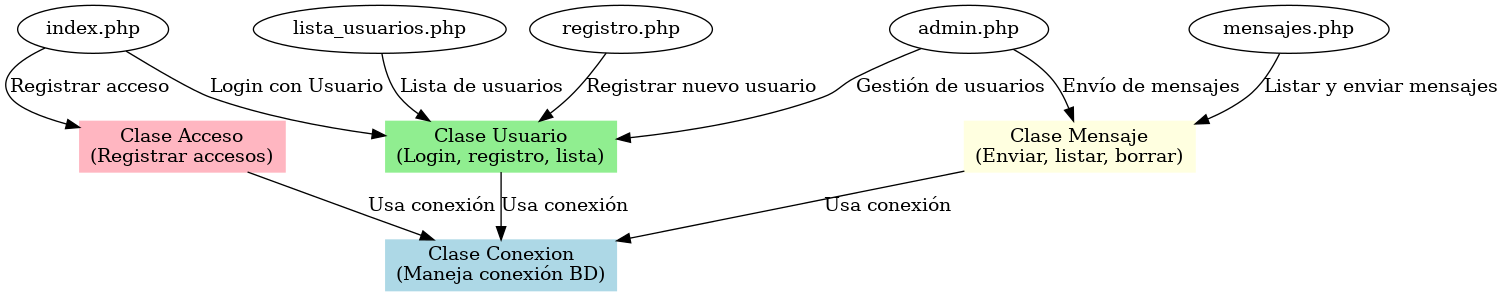 index.php
lista_usuarios.php
registro.php
admin.php
mensajes.php
Registrar acceso
Login con Usuario
Lista de usuarios
Registrar nuevo usuario
Gestión de usuarios
Envío de mensajes
Listar y enviar mensajes
Clase Acceso
(Registrar accesos)
Clase Usuario
(Login, registro, lista)
Clase Mensaje
(Enviar, listar, borrar)
Usa conexión
Usa conexión
Usa conexión
Clase Conexion
(Maneja conexión BD)